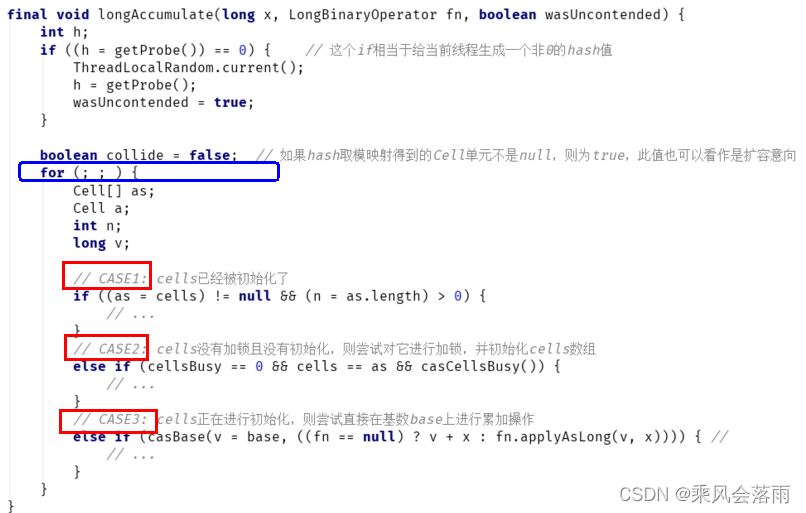 final void longAccumulate(long x, LongBinaryOperator fn, boolean wasUncontended) {
int h;
if ((h = getProbe()) == 0) { // 这个if相当于给当前线程生成一个非0的hash值
ThreadLocalRandom.current();
h = getProbe();
wasUncontended = true;
}
boolean collide = false; // 如果hash取模映射得到的Cell单元不是null，则为true，此值也可以看作是扩容意向
for (; ; ) {
Cell[] as;
Cell a;
int n;
long v;
// CASE1: cells已经被初始化了
if ((as = cells) != null && (n = as.length) > 0) {
// ...
}
// CASE2: cells没有加锁且没有初始化，则尝试对它进行加锁，并初始化cells数组
else if (cellsBusy == 0 && cells == as && casCellsBusy()) {
// ...
}
// CASE3: cells正在进行初始化，则尝试直接在基数base上进行累加操作
else if (casBase(v = base, ((fn == null) ? v + x : fn.applyAsLong(v, x)))) { //
// ...
}
}
}
CSDN @乘风会落雨